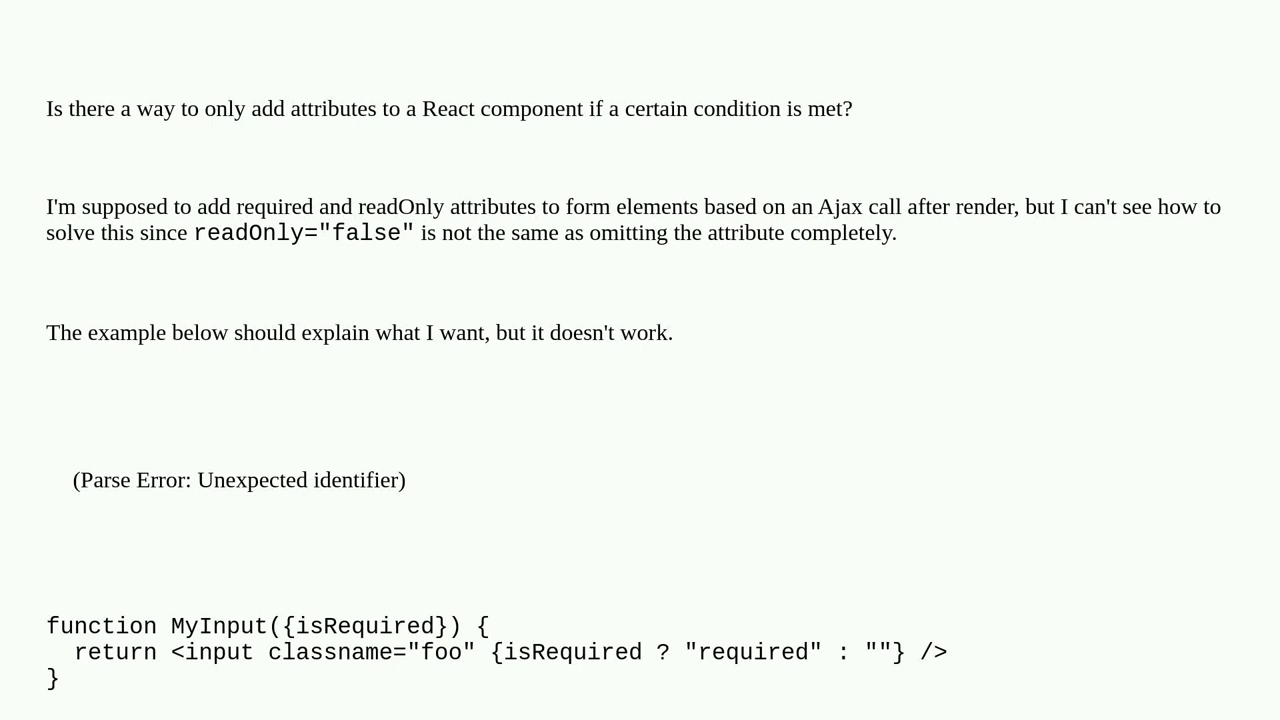 Is there a way to only add attributes to a React component if a certain condition is met?
I'm supposed to add required and readOnly attributes to form elements based on an Ajax call after render, but I can't see how to
solve this since readOnly="false" is not the same as omitting the attribute completely.
The example below should explain what I want, but it doesn't work.
(Parse Error: Unexpected identifier)
function MyInput({isRequired}) {
  return <input classname="foo" {isRequired ? "required" : ""} />
}